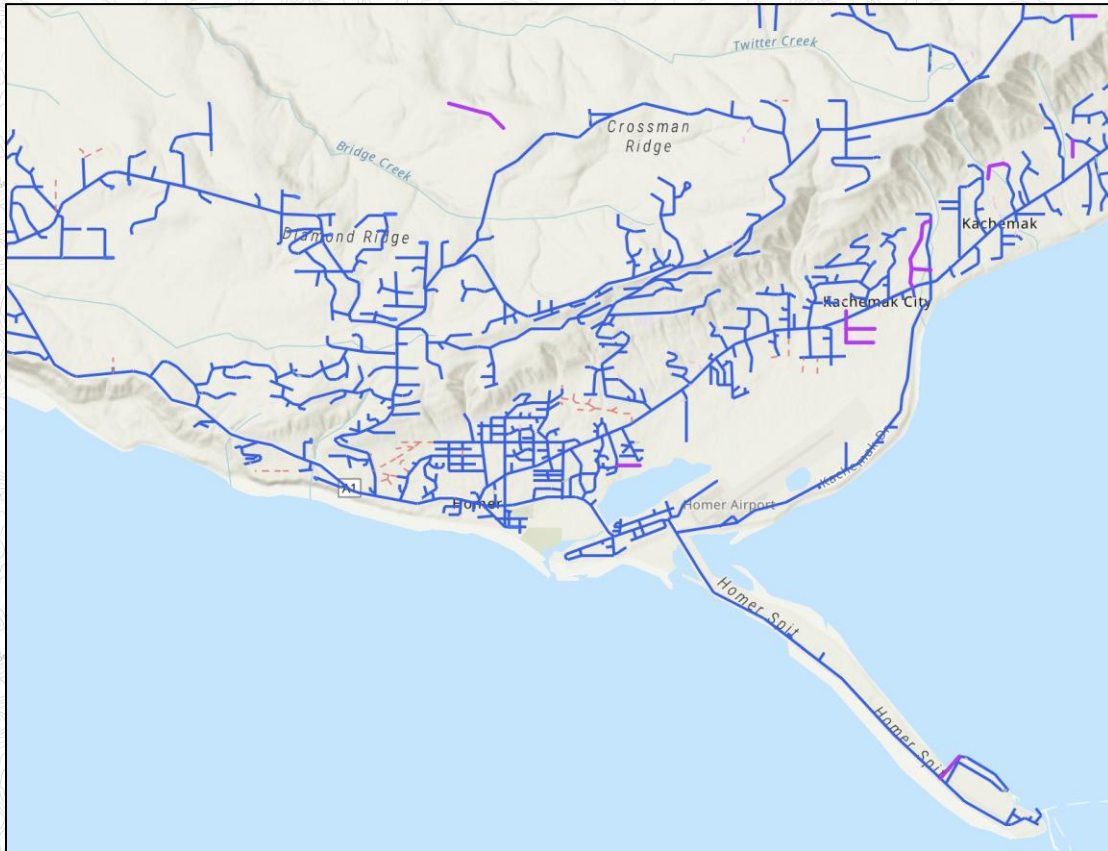 Twitter Creek
Crossman
Ridge
Bridge Creek
Diamond Ridge
Kachemak
Kachemak City
A1
Homer
Homer Airport
Kachemak Dr
Homer Spit
Homer Spit